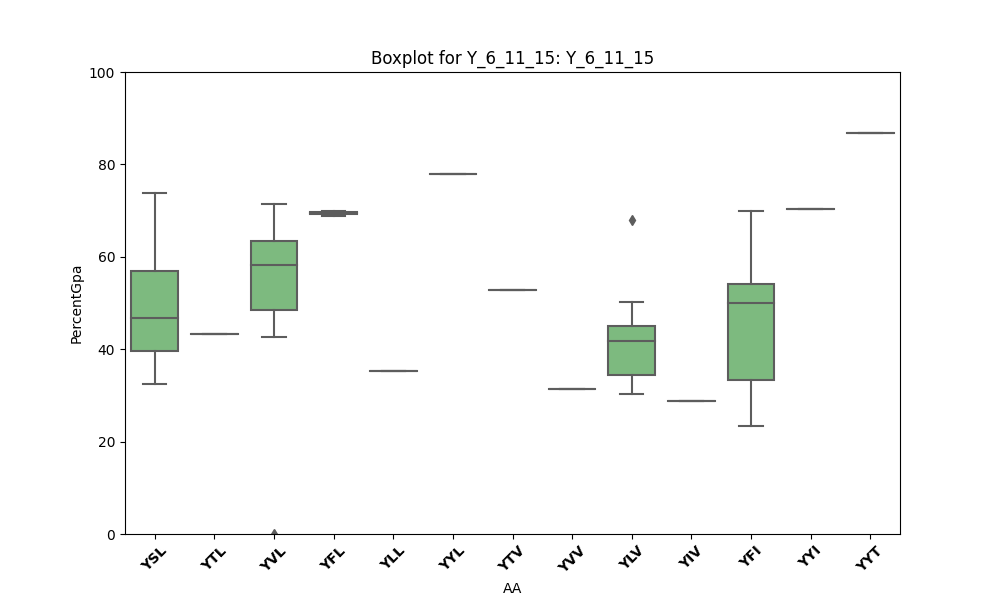 Boxplot for Y_6_11_15: Y_6_11_15
100
80
60
40
20
0
PercentGpa
YSL YTL YVL YFL YLL YYL YTV YVV YLV YIV YFI YYI YYT
AA